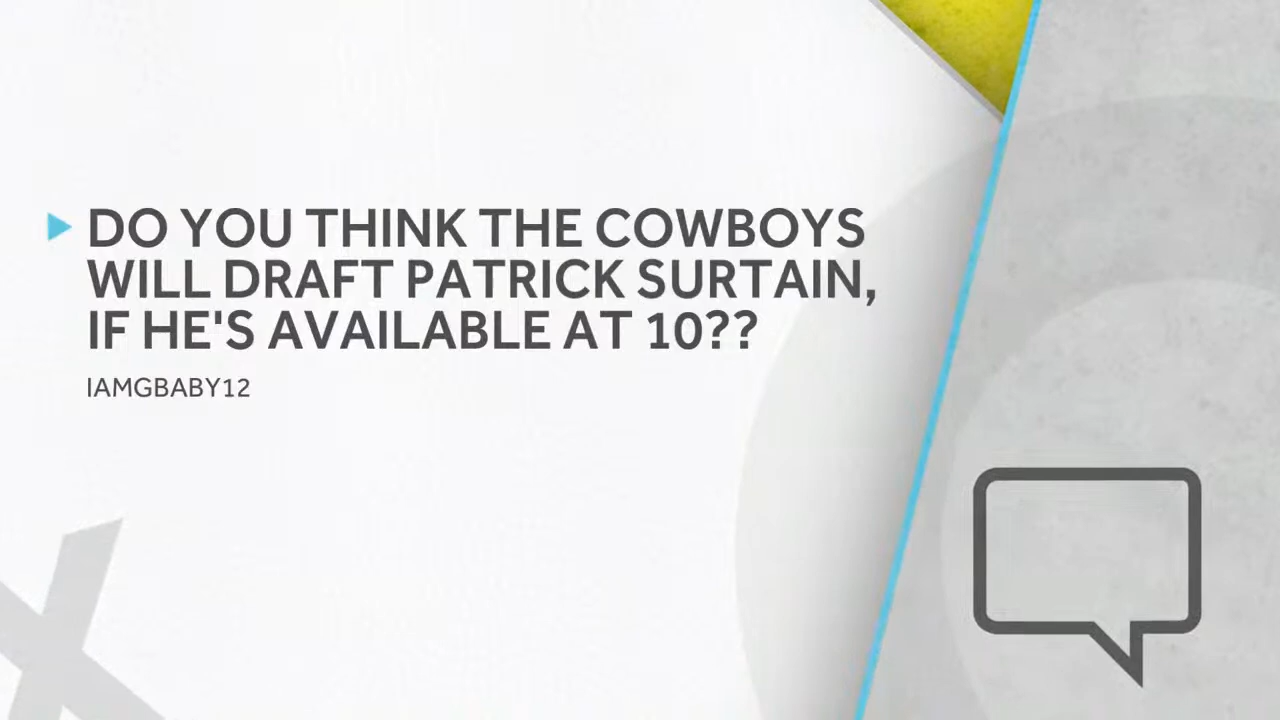 DO YOU THINK THE COWBOYS
WILL DRAFT PATRICK SURTAIN,
IF HE'S AVAILABLE AT 10??
IAMGBABY12